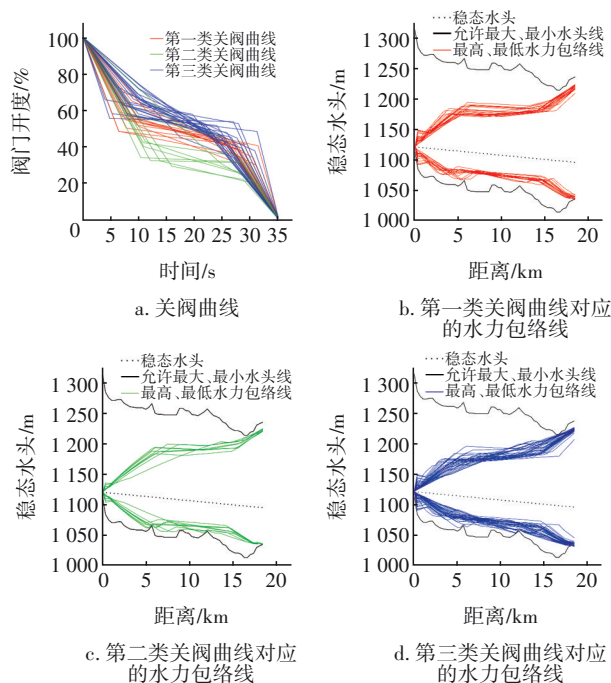 100
80
60
40
20
0
5 10 15 20 25 30 35
阀门开度/%
时间/s
第一类关阀曲线
第二类关阀曲线
第三类关阀曲线
a. 关阀曲线
稳态水头
允许最大、最小水头线
最高、最低水力包络线
1 300
1 250
1 200
1 150
1 100
1 050
1 000
0 5 10 15 20
稳态水头/m
距离/km
b. 第一类关阀曲线对应
的水力包络线
稳态水头
允许最大、最小水头线
最高、最低水力包络线
1 300
1 250
1 200
1 150
1 100
1 050
1 000
0 5 10 15 20
稳态水头/m
距离/km
c. 第二类关阀曲线对应
的水力包络线
稳态水头
允许最大、最小水头线
最高、最低水力包络线
1 300
1 250
1 200
1 150
1 100
1 050
1 000
0 5 10 15 20
稳态水头/m
距离/km
d. 第三类关阀曲线对应
的水力包络线